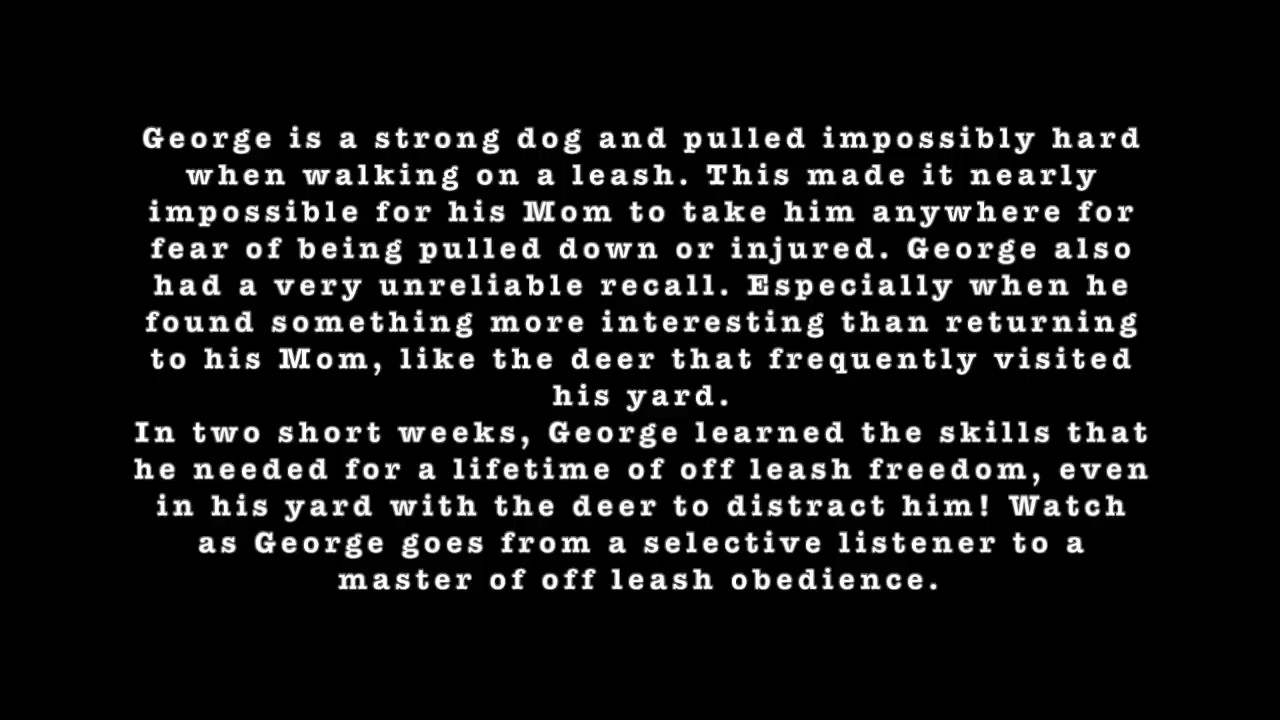 George is a strong dog and pulled impossibly hard
when walking on a leash. This made it nearly
impossible for his Mom to take him anywhere for
fear of being pulled down or injured. George also
had a very unreliable recall. Especially when he
found something more interesting than returning
to his Mom, like the deer that frequently visited
his yard.
In two short weeks, George learned the skills that
he needed for a lifetime of off leash freedom, even
in his yard with the deer to distract him! Watch
as George goes from a selective listener to a
master of off leash obedience.